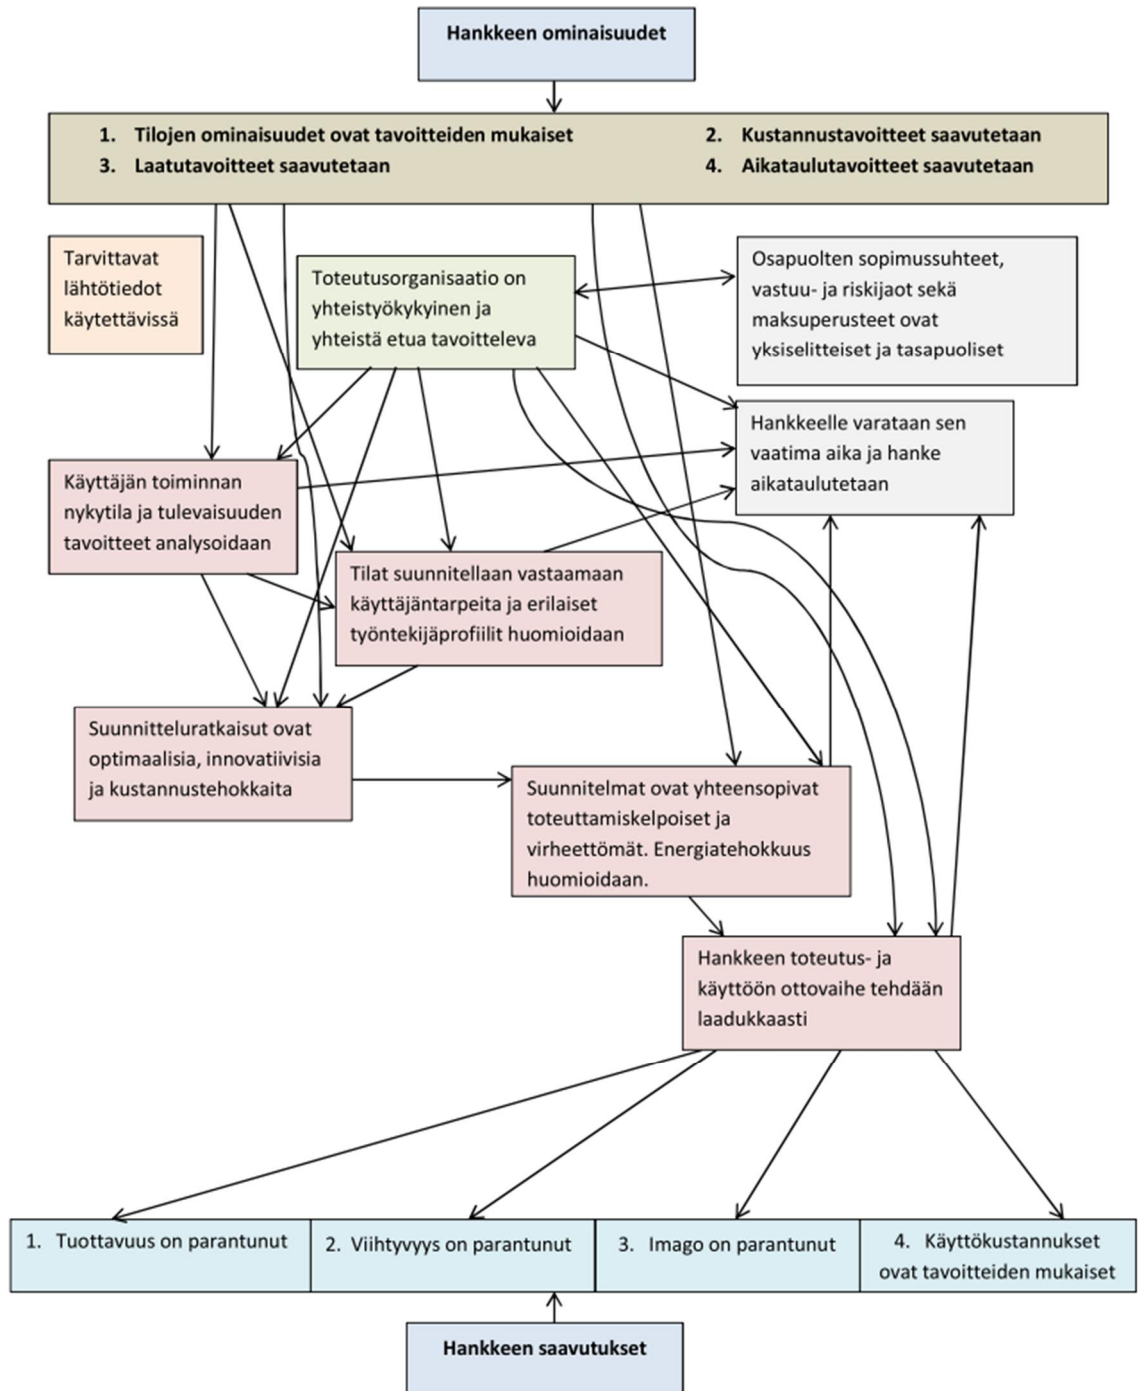 Hankkeen ominaisuudet
1. Tilojen ominaisuudet ovat tavoitteiden mukaiset
2. Kustannustavoitteet saavutetaan
3. Laatutavoitteet saavutetaan
4. Aikataulutavoitteet saavutetaan
Tarvittavat
lähtötiedot
käytettävissä
Toteutusorganisaatio on
yhteistyökykyinen ja
yhteistä etua tavoitteleva
Osapuolten sopimussuhteet,
vastuu- ja riskijaot sekä
maksuperusteet ovat
yksiselitteiset ja tasapuoliset
Hankkeelle varataan sen
vaatima aika ja hanke
aikataulutetaan
Käyttäjän toiminnan
nykytila ja tulevaisuuden
tavoitteet analysoidaan
Tilat suunnitellaan vastaamaan
käyttäjäntarpeita ja erilaiset
työntekijäprofiilit huomioidaan
Suunnitteluratkaisut ovat
optimaalisia, innovatiivisia
ja kustannustehokkaita
Suunnitelmat ovat yhteensopivat
toteuttamiskelpoiset ja
virheettömät. Energiatehokkuus
huomioidaan.
Hankkeen toteutus- ja
käyttöön ottovaihe tehdään
laadukkaasti
1. Tuottavuus on parantunut
2. Viihtyvyys on parantunut
3. Imago on parantunut
4. Käyttökustannukset
ovat tavoitteiden mukaiset
Hankkeen saavutukset